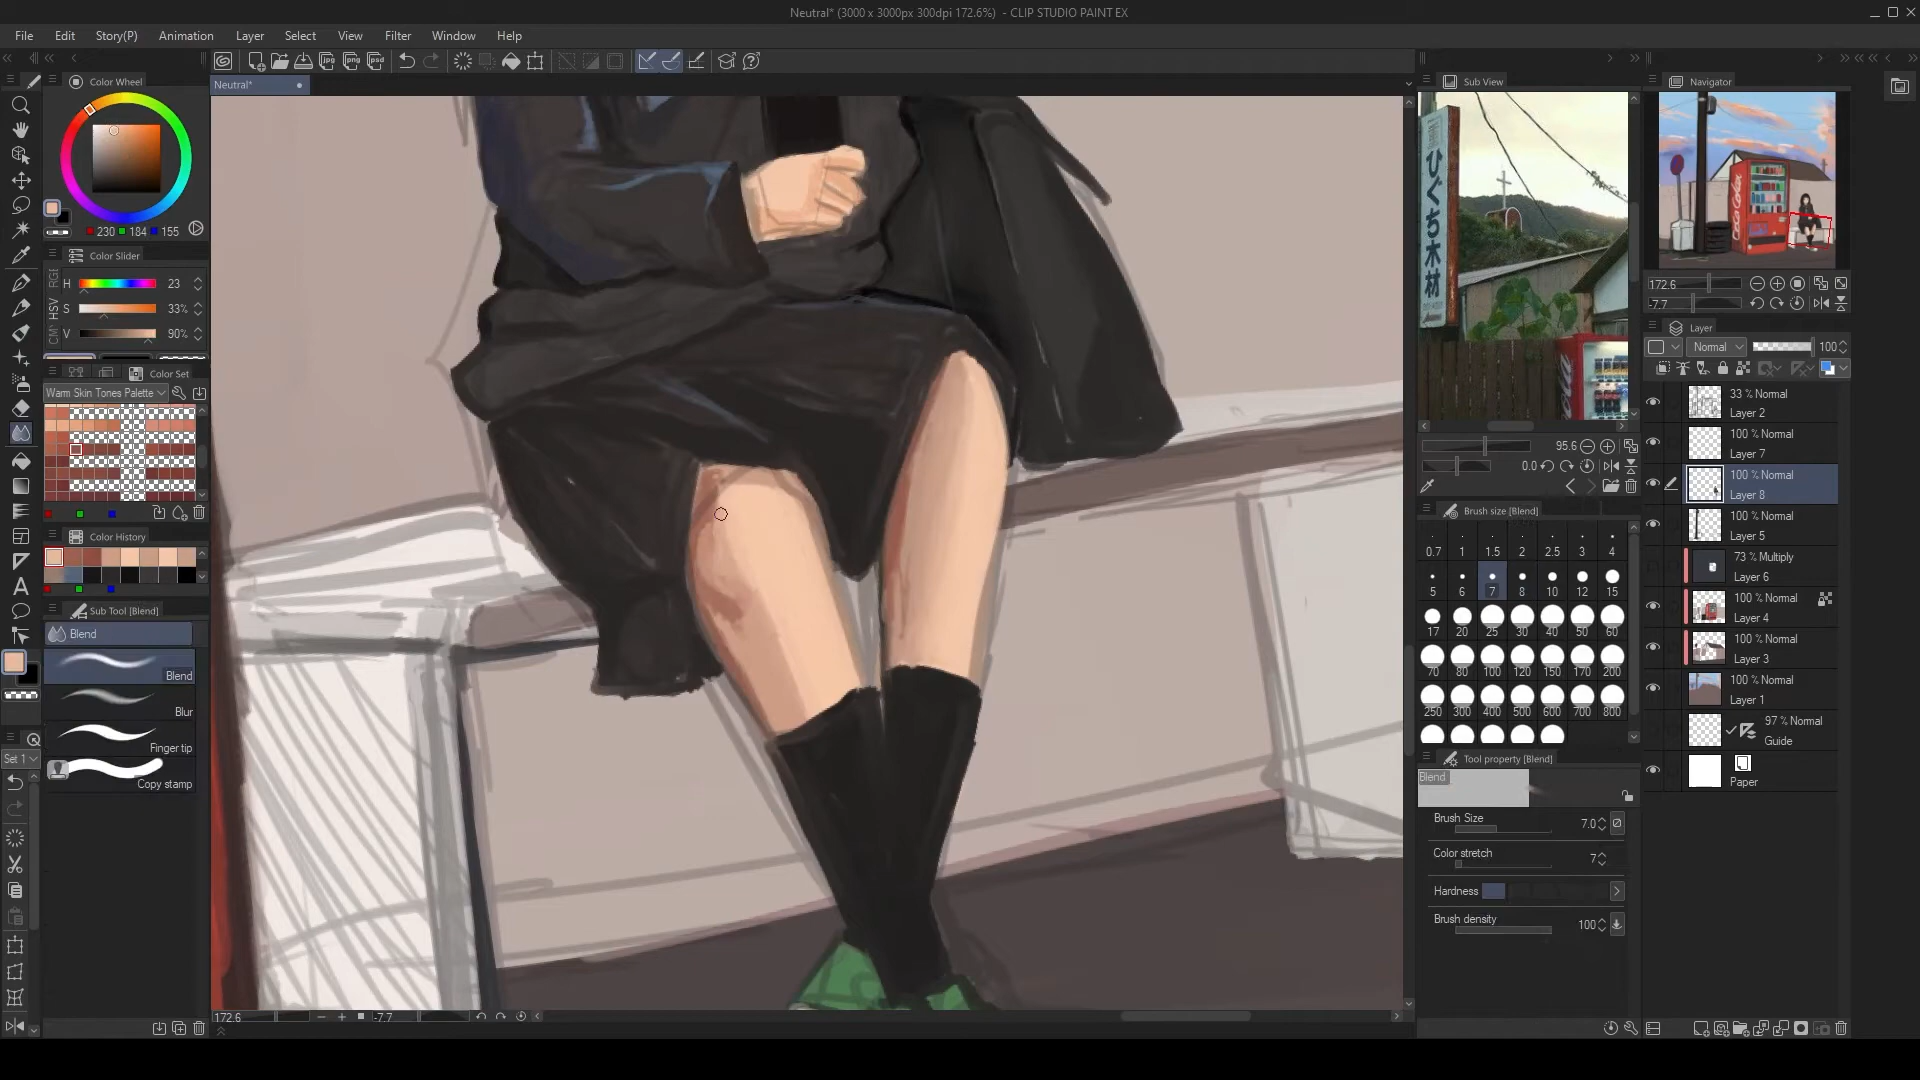 Neutral* (3000 x 3000px 300dpi 172.6%) - CLIP STUDIO PAINT EX
File Edit Story(P) Animation Layer Select View Filter Window Help
Neutral*
Color Wheel
230 184 155
Color Slider
RGB
HSV
H 23
S 33%
V 90%
Color Set
Warm Skin Tones Palette
Color History
Sub Tool [Blend]
Blend
Blend
Blur
Finger tip
Copy stamp
Set 1
172.6
-7.7
Sub View
ひぐち木材
95.6
0.0
Brush size [Blend]
0.7 1 1.5 2 2.5 3 4
5 6 7 8 10 12 15
17 20 25 30 40 50 60
70 80 100 120 150 170 200
250 300 400 500 600 700 800
Tool property [Blend]
Blend
Brush Size 7.0
Color stretch 7
Hardness
Brush density 100
Navigator
Coca-Cola
172.6
-7.7
Layer
Normal 100
33 % Normal
Layer 2
100 % Normal
Layer 7
100 % Normal
Layer 8
100 % Normal
Layer 5
73 % Multiply
Layer 6
100 % Normal
Layer 4
100 % Normal
Layer 3
100 % Normal
Layer 1
97 % Normal
Guide
Paper